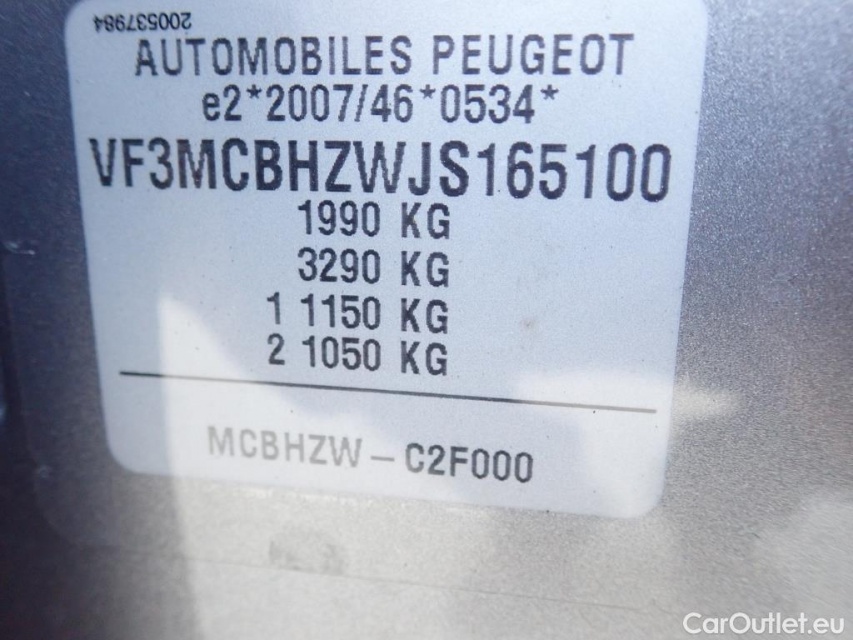 200537984
AUTOMOBILES PEUGEOT
e2*2007/46*0534*
VF3MCBHZWJS165100
1990 KG
3290 KG
1 1150 KG
2 1050 KG
MCBHZW – C2F000
CarOutlet.eu